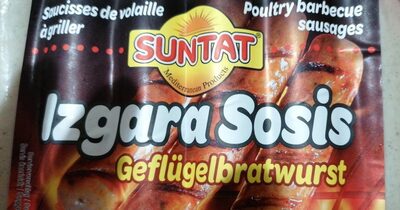 Saucisses de volaille
à griller
Poultry barbecue
sausages
SUNTAT®
Mediterranean Products
Izgara Sosis
Geflügelbratwurst